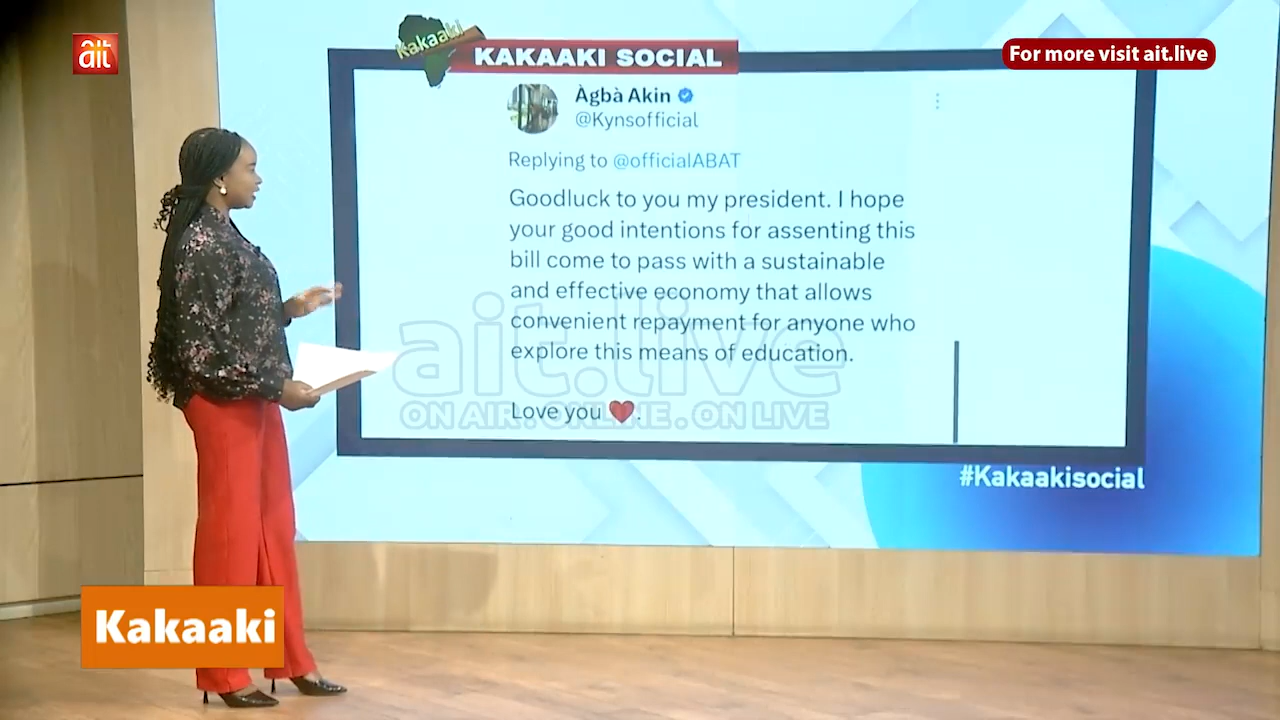 ait
Kakaaki
KAKAAKI SOCIAL
For more visit ait.live
Àgbà Akin
@Kynsofficial
Replying to @officialABAT
Goodluck to you my president. I hope
your good intentions for assenting this
bill come to pass with a sustainable
and effective economy that allows
convenient repayment for anyone who
explore this means of education.
Love you ❤️.
ait.live
ON AIR . ONLINE . ON LIVE
#Kakaakisocial
Kakaaki